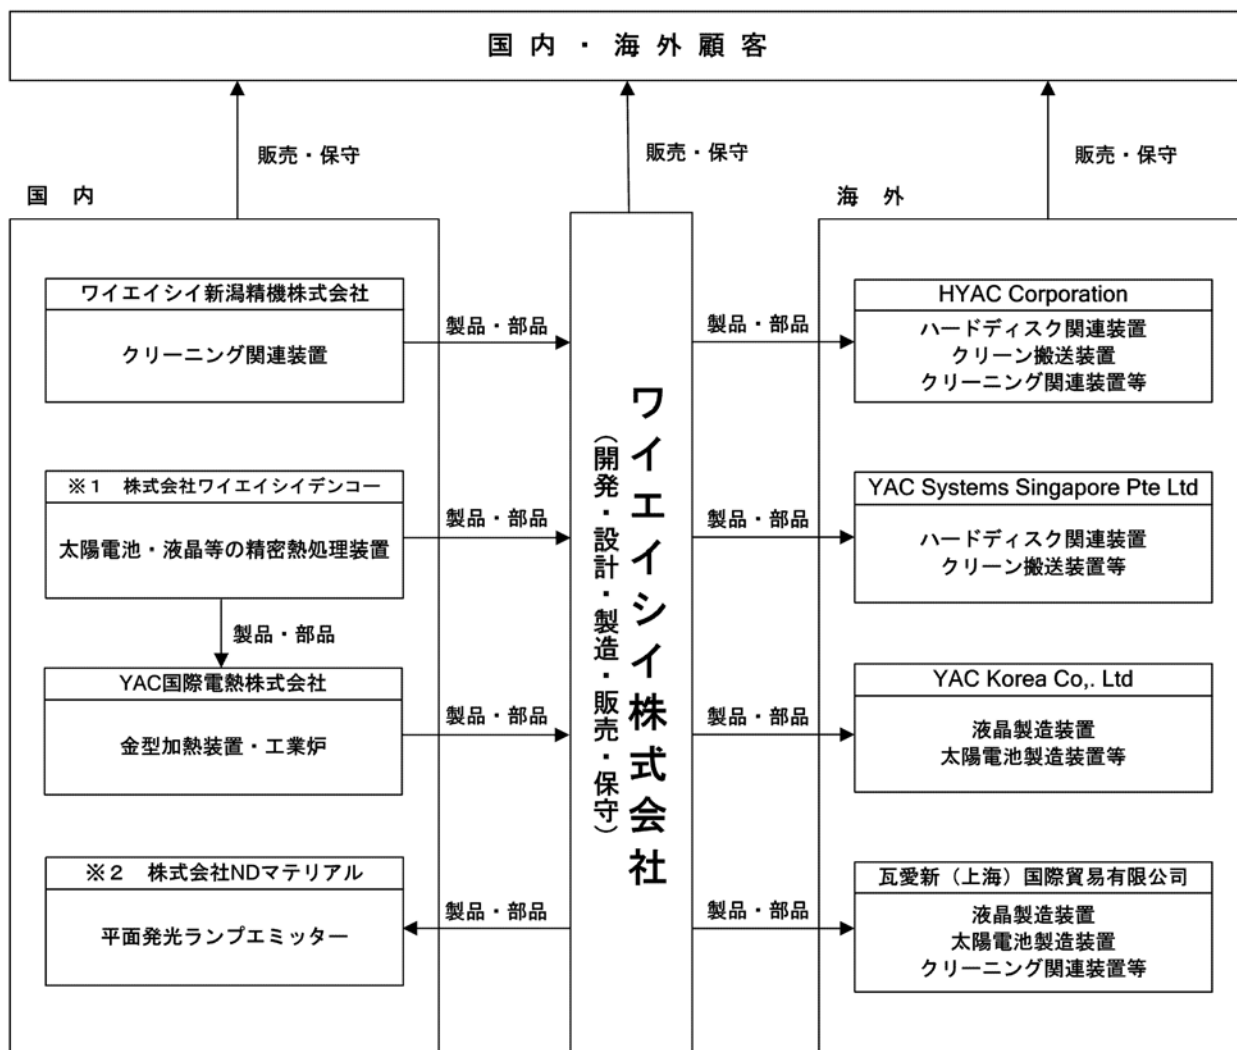 国内・海外顧客
販売・保守
販売・保守
販売・保守
国内
海外
ワイエイシイ新潟精機株式会社
クリーニング関連装置
製品・部品
※1 株式会社ワイエイシイデンコー
太陽電池・液晶等の精密熱処理装置
製品・部品
製品・部品
YAC国際電熱株式会社
金型加熱装置・工業炉
製品・部品
※2 株式会社NDマテリアル
平面発光ランプエミッター
製品・部品
ワイエイシイ株式会社
(開発・設計・製造・販売・保守)
製品・部品
HYAC Corporation
ハードディスク関連装置
クリーン搬送装置
クリーニング関連装置等
製品・部品
YAC Systems Singapore Pte Ltd
ハードディスク関連装置
クリーン搬送装置等
製品・部品
YAC Korea Co,. Ltd
液晶製造装置
太陽電池製造装置等
製品・部品
瓦愛新(上海)国際貿易有限公司
液晶製造装置
太陽電池製造装置
クリーニング関連装置等